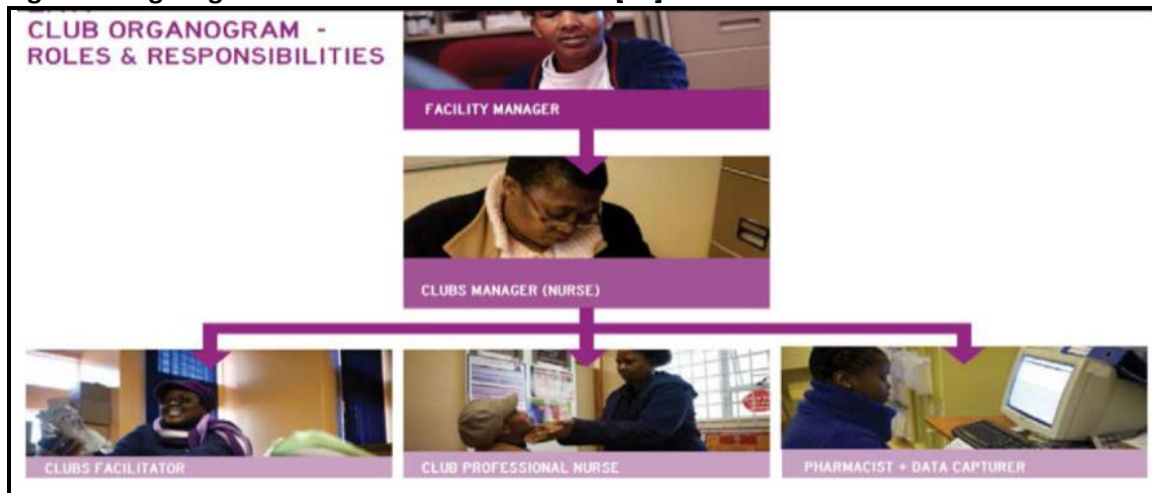 CLUB ORGANOGRAM -
ROLES & RESPONSIBILITIES
FACILITY MANAGER
CLUBS MANAGER (NURSE)
CLUBS FACILITATOR
CLUB PROFESSIONAL NURSE
PHARMACIST + DATA CAPTURER